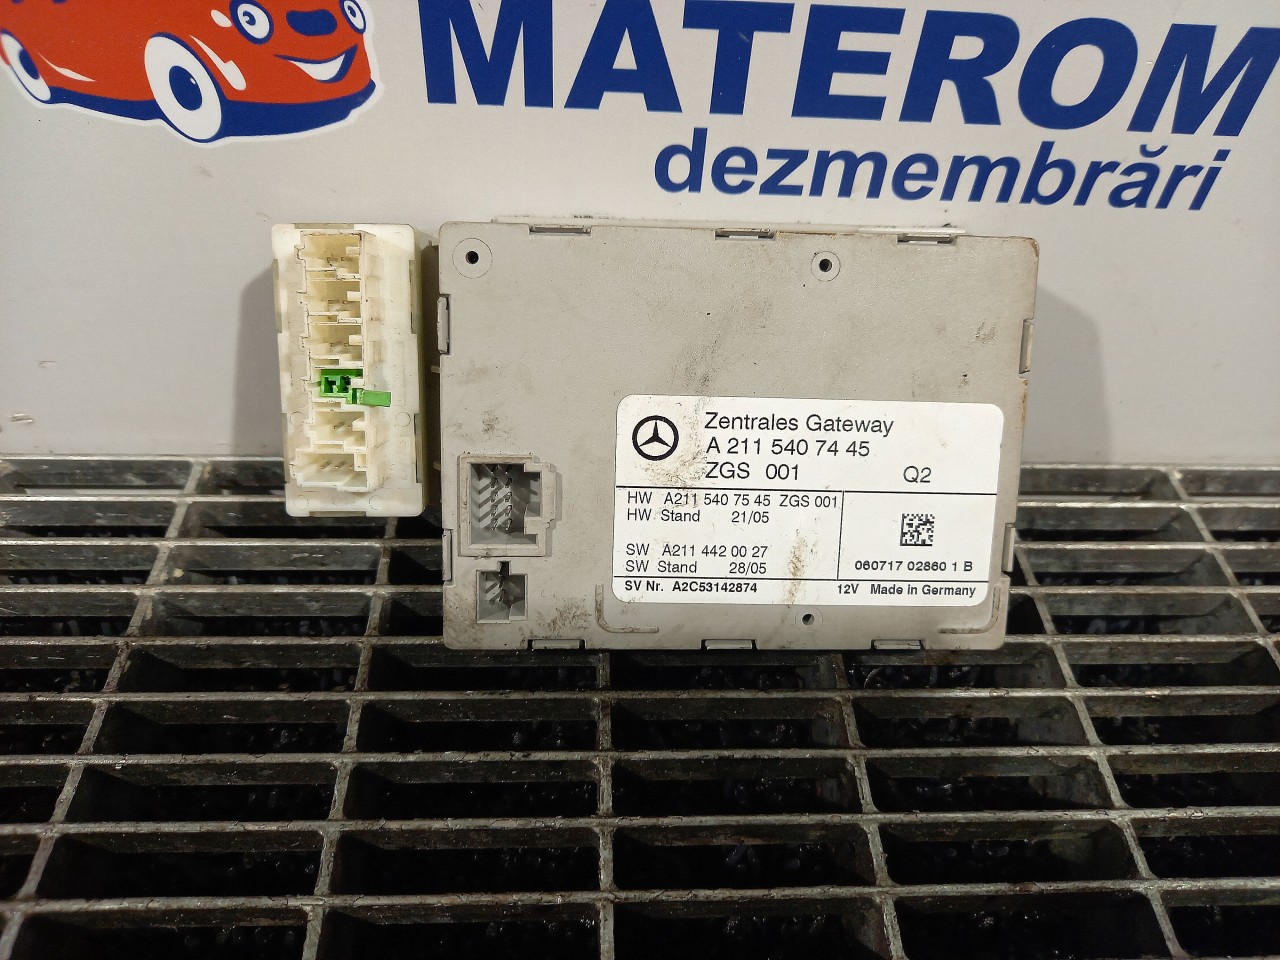 MATEROM
dezmembrări
Zentrales Gateway
A 211 540 74 45
ZGS 001 Q2
HW A211 540 75 45 ZGS 001
HW Stand 21/05
SW A211 442 00 27
SW Stand 28/05
060717 02860 1 B
SV Nr. A2C53142874 12V Made in Germany